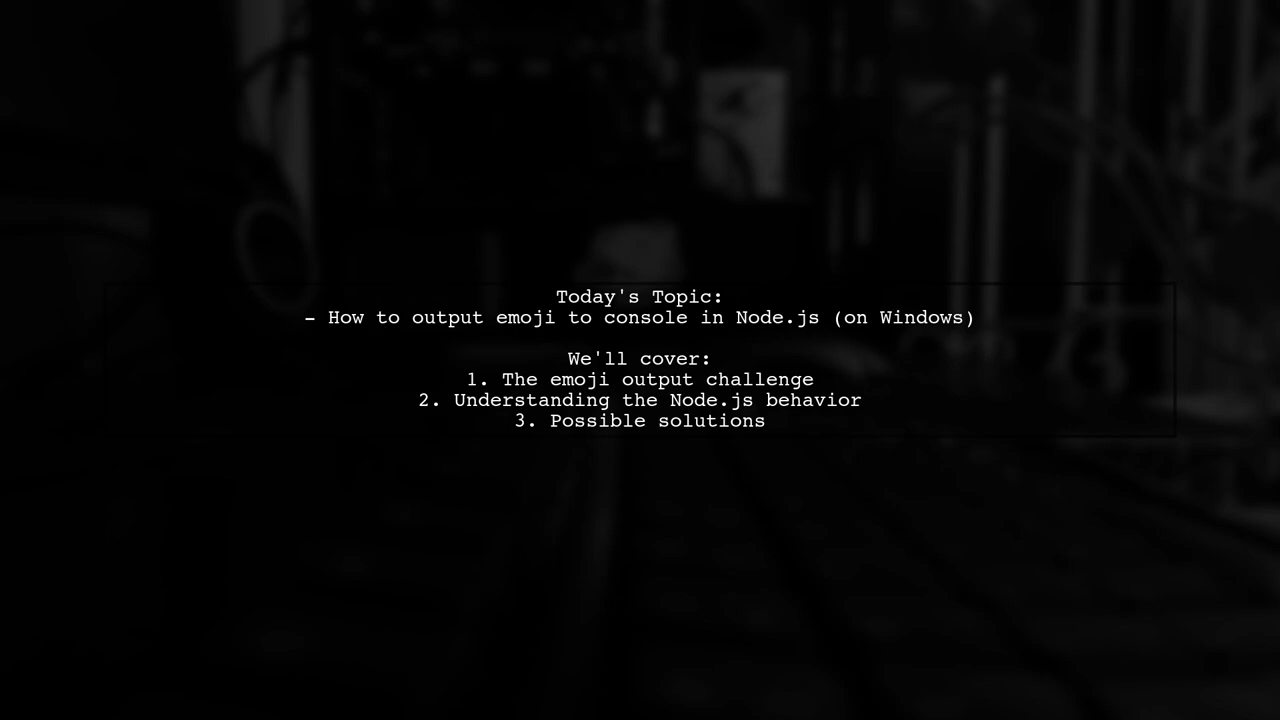 Today's Topic:
– How to output emoji to console in Node.js (on Windows)
We'll cover:
1. The emoji output challenge
2. Understanding the Node.js behavior
3. Possible solutions